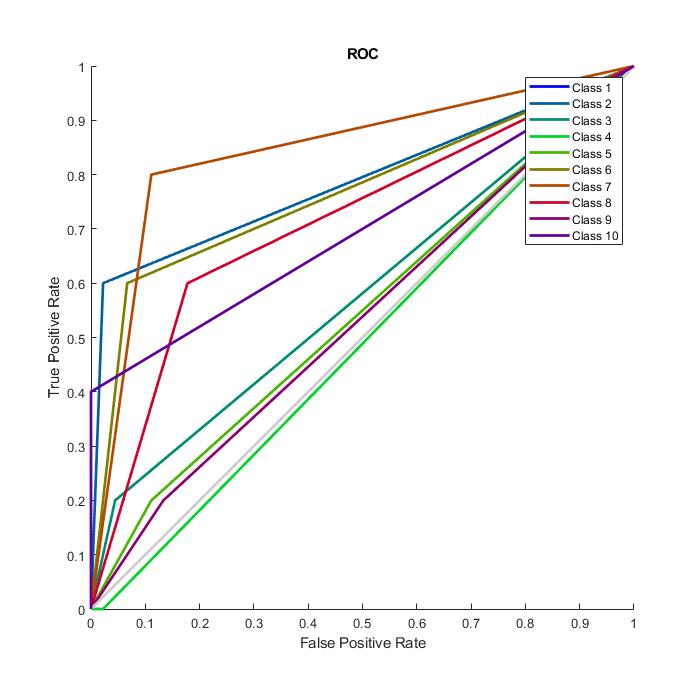 ROC
True Positive Rate
1
0.9
0.8
0.7
0.6
0.5
0.4
0.3
0.2
0.1
0
Class 1
Class 2
Class 3
Class 4
Class 5
Class 6
Class 7
Class 8
Class 9
Class 10
0 0.1 0.2 0.3 0.4 0.5 0.6 0.7 0.8 0.9 1
False Positive Rate